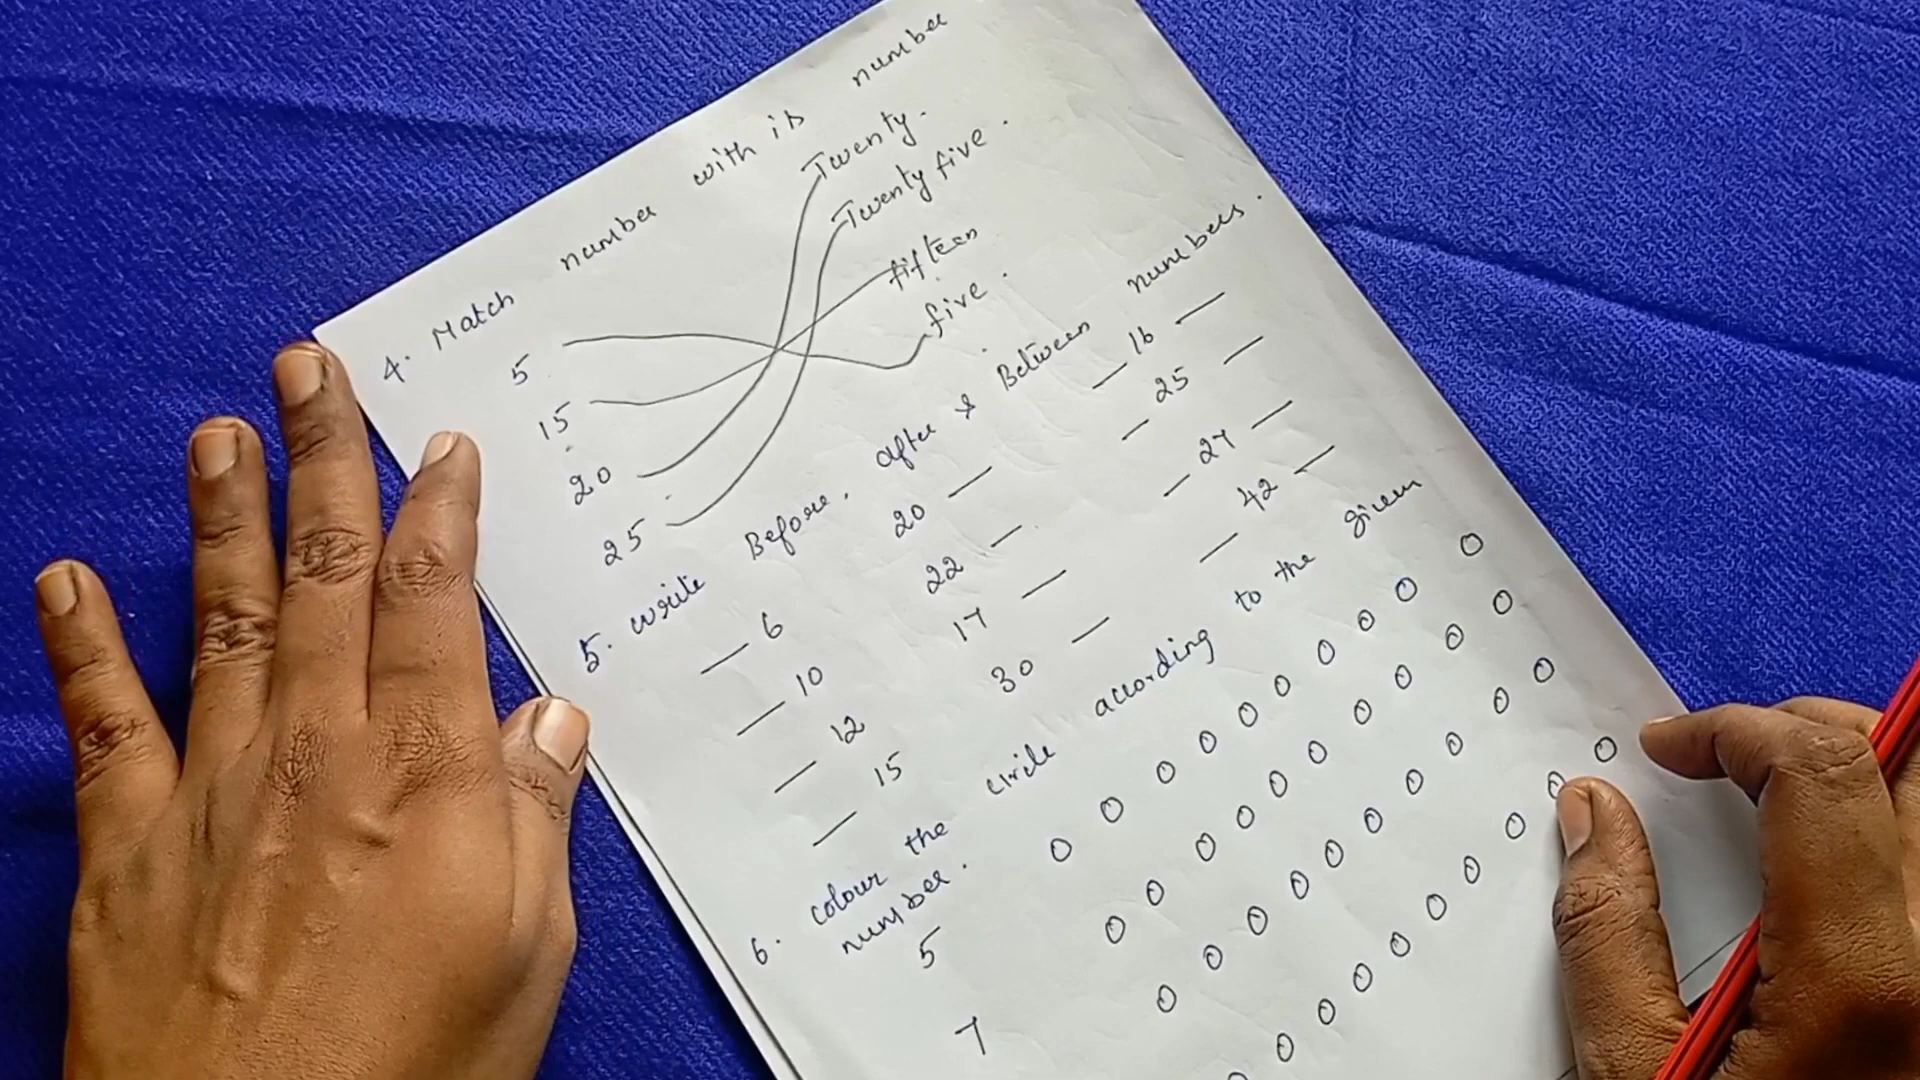 4. Match number with it's number
5 Twenty.
15 Twenty five.
20 fifteen
25 five.
5. write Before, after & Between numbers.
__ 6 20 __ __ 16 __
__ 10 22 __ __ 25 __
__ 12 17 __ __ 27 __
__ 15 30 __ __ 42 __
6. colour the circle according to the given
number.
5
7